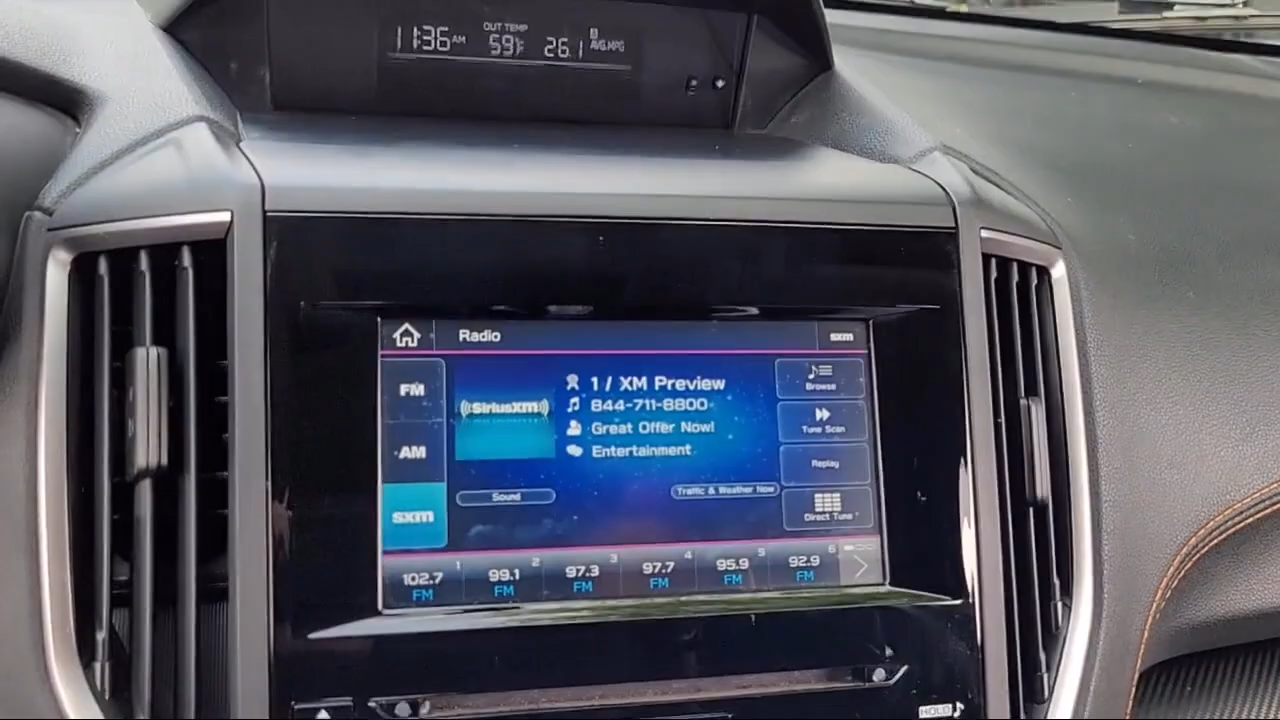 OUT TEMP
11:36 AM 59°F 26.1 B AVG.MPG
Radio
sxm
FM
AM
sxm
((SiriusXM))
1 / XM Preview
844-711-8800
Great Offer Now!
Entertainment
Sound
Traffic & Weather Now
Browse
Tune Scan
Replay
Direct Tune
1 2 3 4 5 6
102.7 99.1 97.3 97.7 95.9 92.9
FM FM FM FM FM FM
HOLD